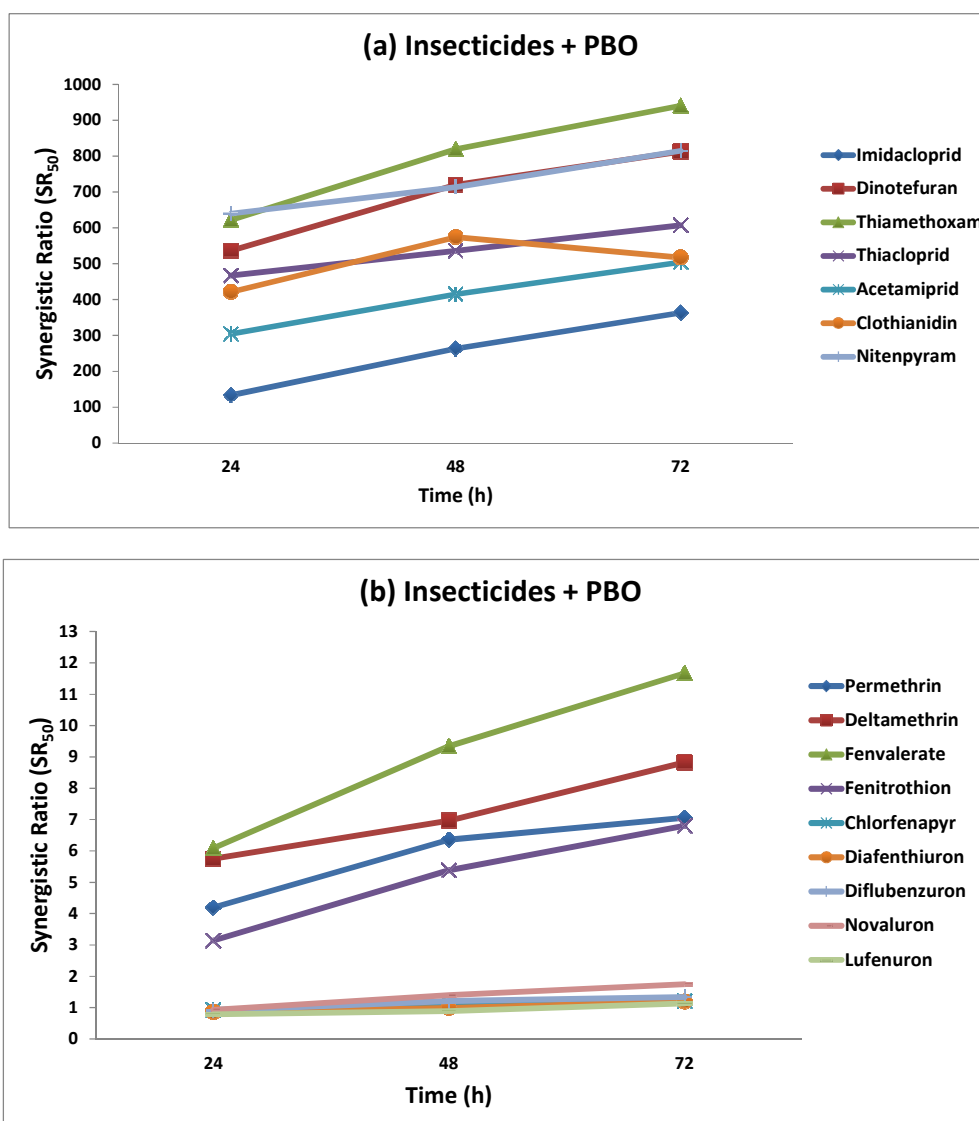 (a) Insecticides + PBO
Synergistic Ratio (SR50)
1000
900
800
700
600
500
400
300
200
100
0
24
48
72
Time (h)
Imidacloprid
Dinotefuran
Thiamethoxam
Thiacloprid
Acetamiprid
Clothianidin
Nitenpyram
(b) Insecticides + PBO
Synergistic Ratio (SR50)
13
12
11
10
9
8
7
6
5
4
3
2
1
0
24
48
72
Time (h)
Permethrin
Deltamethrin
Fenvalerate
Fenitrothion
Chlorfenapyr
Diafenthiuron
Diflubenzuron
Novaluron
Lufenuron